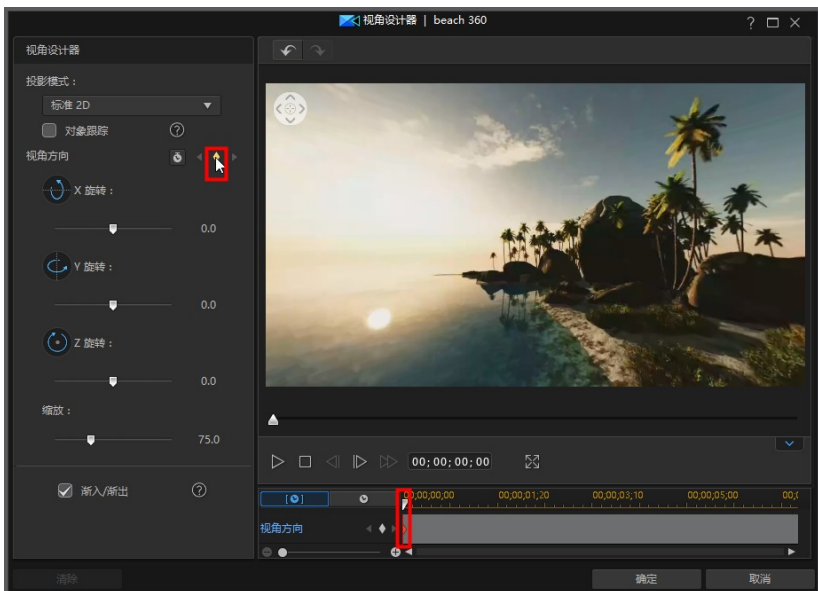 视角设计器 | beach 360
视角设计器
投影模式：
标准 2D
对象跟踪
视角方向
X 旋转：
0.0
Y 旋转：
0.0
Z 旋转：
0.0
缩放：
75.0
渐入/渐出
00;00;00;00
00;00;00;00 00;00;01;20 00;00;03;10 00;00;05;00
视角方向
清除 确定 取消